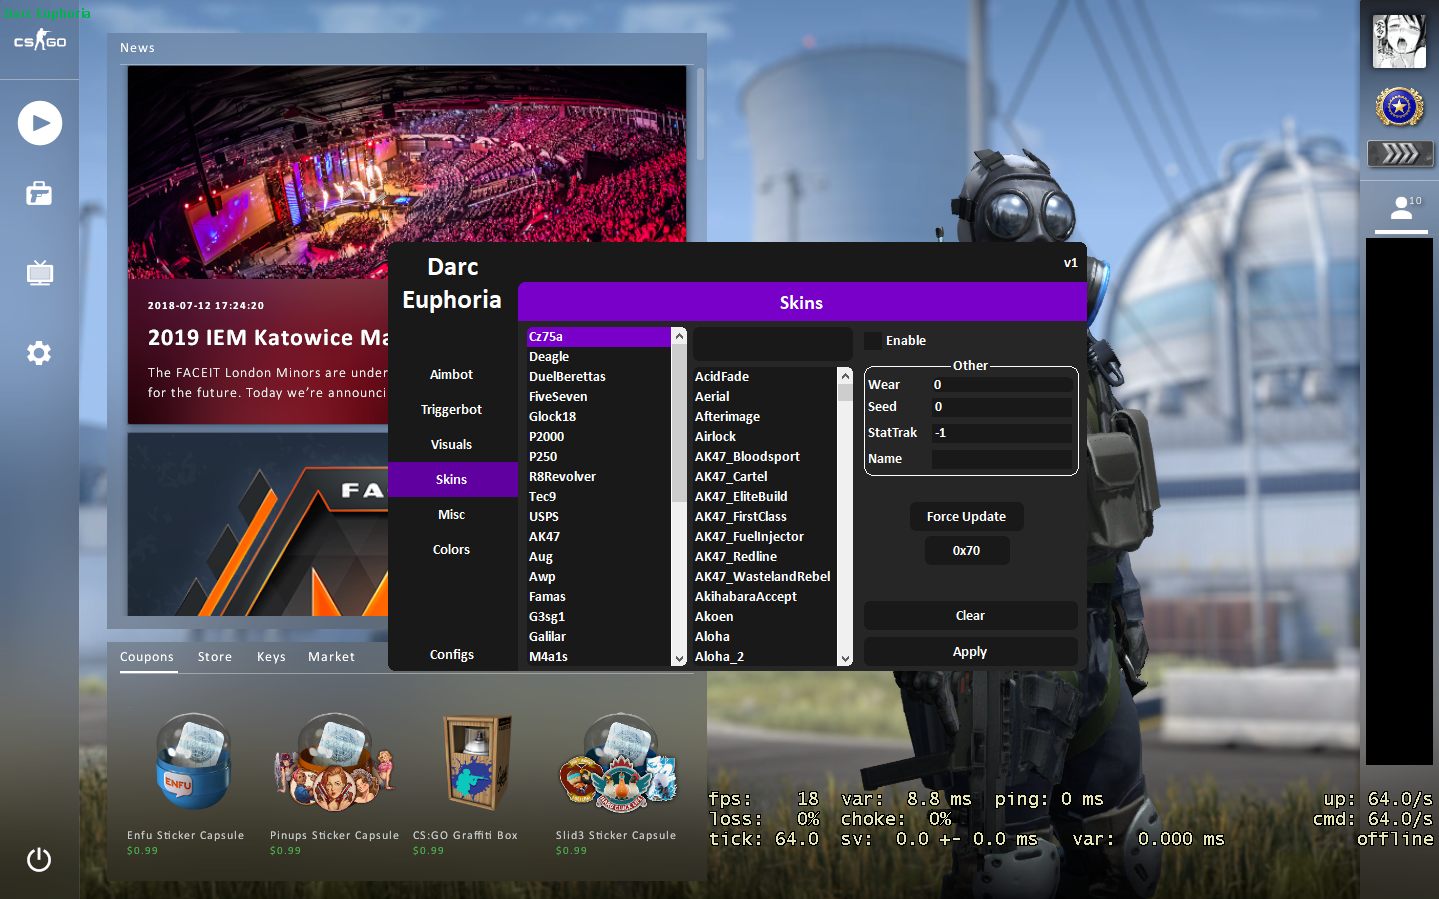 Darc Euphoria
CS GO
News
2018-07-12 17:24:20
2019 IEM Katowice Ma
The FACEIT London Minors are under
for the future. Today we're announci
FA
Coupons Store Keys Market
ENFU
Enfu Sticker Capsule
$0.99
Pinups Sticker Capsule
$0.99
CS:GO Graffiti Box
$0.99
Slid3 Sticker Capsule
$0.99
Darc
Euphoria
v1
Aimbot
Triggerbot
Visuals
Skins
Misc
Colors
Configs
Skins
Cz75a
Deagle
DuelBerettas
FiveSeven
Glock18
P2000
P250
R8Revolver
Tec9
USPS
AK47
Aug
Awp
Famas
G3sg1
Galilar
M4a1s
AcidFade
Aerial
Afterimage
Airlock
AK47_Bloodsport
AK47_Cartel
AK47_EliteBuild
AK47_FirstClass
AK47_FuelInjector
AK47_Redline
AK47_WastelandRebel
AkihabaraAccept
Akoen
Aloha
Aloha_2
Enable
Other
Wear 0
Seed 0
StatTrak -1
Name
Force Update
0x70
Clear
Apply
10
fps: 18 var: 8.8 ms ping: 0 ms
loss: 0% choke: 0%
tick: 64.0 sv: 0.0 +- 0.0 ms var: 0.000 ms
up: 64.0/s
cmd: 64.0/s
offline